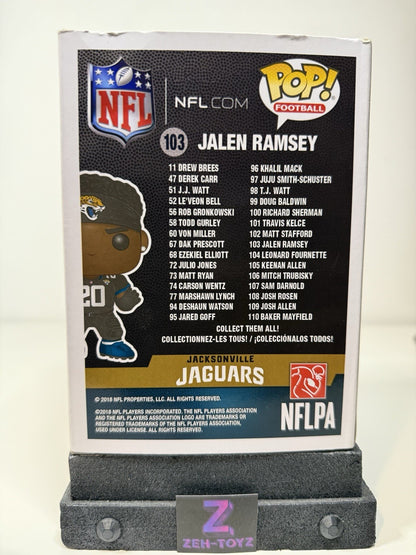 NFL
NFL.COM
POP!
FOOTBALL
103 JALEN RAMSEY
11 DREW BREES
47 DEREK CARR
51 J.J. WATT
52 LE'VEON BELL
56 ROB GRONKOWSKI
58 TODD GURLEY
60 VON MILLER
67 DAK PRESCOTT
68 EZEKIEL ELLIOTT
72 JULIO JONES
73 MATT RYAN
74 CARSON WENTZ
77 MARSHAWN LYNCH
94 DESHAUN WATSON
95 JARED GOFF
96 KHALIL MACK
97 JUJU SMITH-SCHUSTER
98 T.J. WATT
99 DOUG BALDWIN
100 RICHARD SHERMAN
101 TRAVIS KELCE
102 MATT STAFFORD
103 JALEN RAMSEY
104 LEONARD FOURNETTE
105 KEENAN ALLEN
106 MITCH TRUBISKY
107 SAM DARNOLD
108 JOSH ROSEN
109 JOSH ALLEN
110 BAKER MAYFIELD
COLLECT THEM ALL!
COLLECTIONNEZ-LES TOUS! / ¡COLECCIÓNALOS TODOS!
20
JACKSONVILLE
JAGUARS
© 2018 NFL PROPERTIES, LLC. ALL RIGHTS RESERVED.
©2018 NFL PLAYERS INCORPORATED. THE NFL PLAYERS ASSOCIATION
AND THE NFL PLAYERS ASSOCIATION LOGO ARE TRADEMARKS OR
REGISTERED TRADEMARKS OF THE NFL PLAYERS ASSOCIATION,
USED UNDER LICENSE. ALL RIGHTS RESERVED.
NFLPA
Z
ZEH-TOYZ